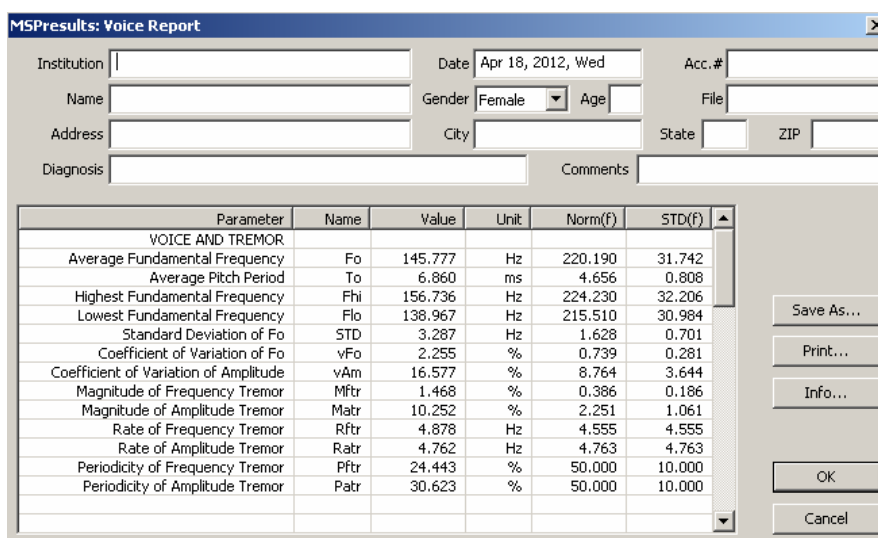 MSPresults: Voice Report
Institution Date Apr 18, 2012, Wed Acc.#
Name Gender Female Age File
Address City State ZIP
Diagnosis Comments
Parameter Name Value Unit Norm(f) STD(f)
VOICE AND TREMOR
Average Fundamental Frequency Fo 145.777 Hz 220.190 31.742
Average Pitch Period To 6.860 ms 4.656 0.808
Highest Fundamental Frequency Fhi 156.736 Hz 224.230 32.206
Lowest Fundamental Frequency Flo 138.967 Hz 215.510 30.984
Standard Deviation of Fo STD 3.287 Hz 1.628 0.701
Coefficient of Variation of Fo vFo 2.255 % 0.739 0.281
Coefficient of Variation of Amplitude vAm 16.577 % 8.764 3.644
Magnitude of Frequency Tremor Mftr 1.468 % 0.386 0.186
Magnitude of Amplitude Tremor Matr 10.252 % 2.251 1.061
Rate of Frequency Tremor Rftr 4.878 Hz 4.555 4.555
Rate of Amplitude Tremor Ratr 4.762 Hz 4.763 4.763
Periodicity of Frequency Tremor Pftr 24.443 % 50.000 10.000
Periodicity of Amplitude Tremor Patr 30.623 % 50.000 10.000
Save As...
Print...
Info...
OK
Cancel